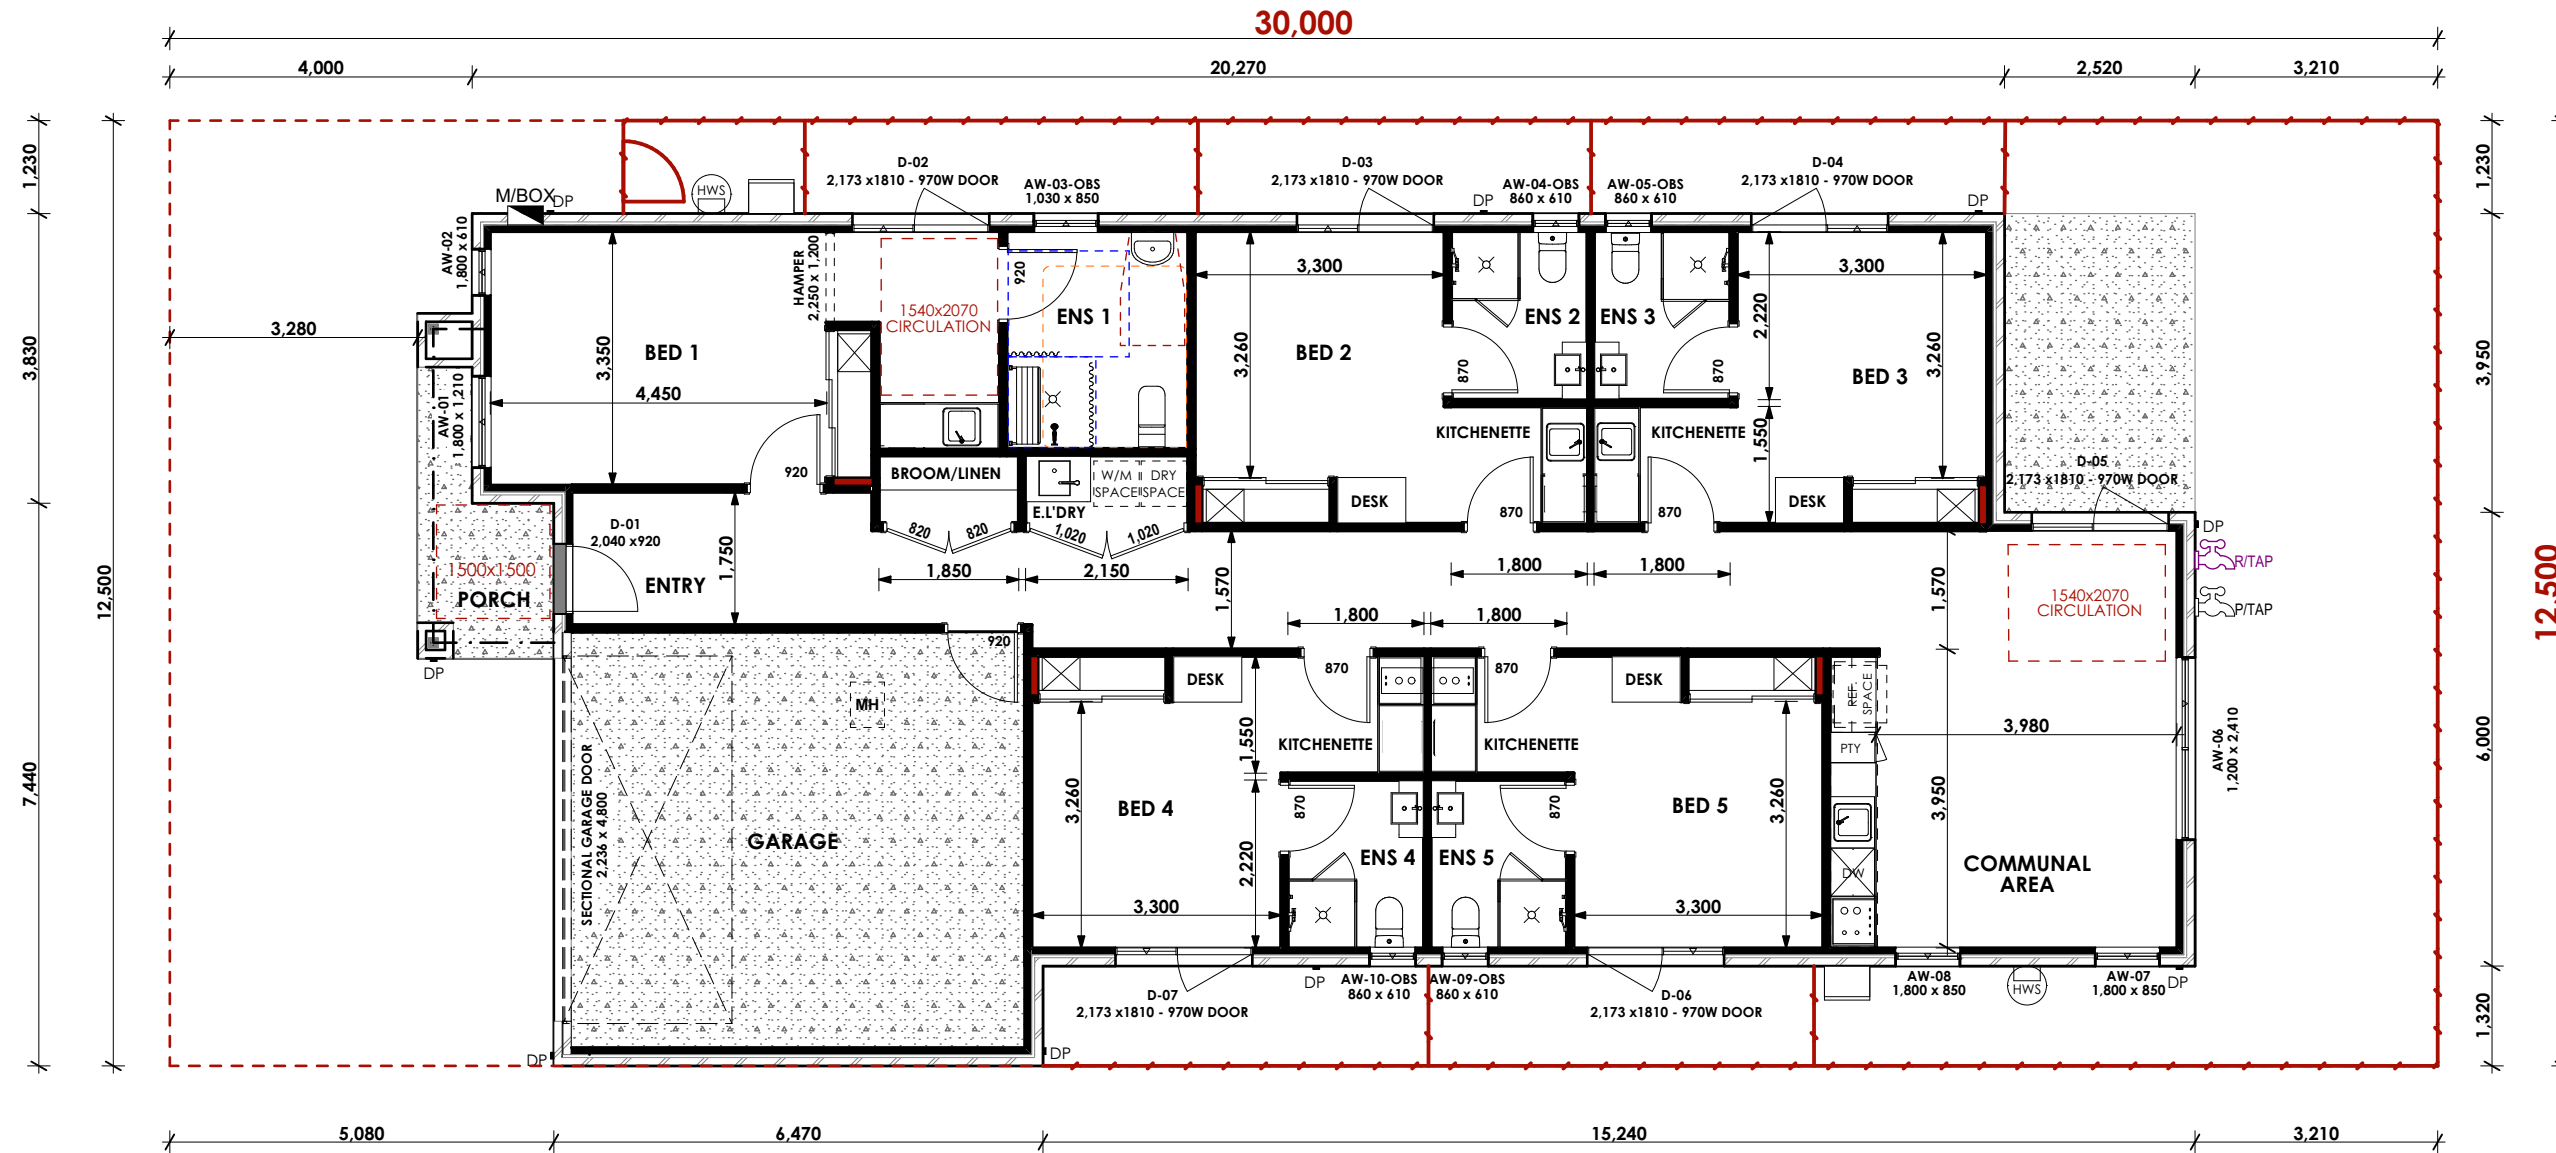 30,000
4,000
20,270
2,520
3,210
1,230
3,830
7,440
12,500
1,230
3,950
6,000
1,320
12,500
M/BOX
DP
HWS
D-02
2,173 x1810 - 970W DOOR
AW-03-OBS
1,030 x 850
D-03
2,173 x1810 - 970W DOOR
DP
AW-04-OBS
860 x 610
AW-05-OBS
860 x 610
D-04
2,173 x1810 - 970W DOOR
DP
AW-02
1,800 x 610
HAMPER
2,250 x 1,200
920
3,280
BED 1
3,350
4,450
1540x2070
CIRCULATION
ENS 1
3,300
3,260
BED 2
ENS 2
ENS 3
870
870
2,220
3,300
3,260
BED 3
AW-01
1,800 x 1,210
920
BROOM/LINEN
W/M
SPACE
DRY
SPACE
E.L'DRY
DESK
KITCHENETTE
KITCHENETTE
1,550
870
870
DESK
D-05
2,173 x1810 - 970W DOOR
DP
D-01
2,040 x920
1500x1500
PORCH
DP
ENTRY
1,750
820
820
1,020
1,020
1,850
2,150
1,570
1,800
1,800
1,800
1,800
1,570
1540x2070
CIRCULATION
R/TAP
P/TAP
920
MH
SECTIONAL GARAGE DOOR
2,236 x 4,800
GARAGE
DESK
870
870
DESK
1,550
KITCHENETTE
KITCHENETTE
REF.
SPACE
PTY
3,980
3,950
AW-06
1,200 x 2,410
3,260
BED 4
870
870
BED 5
3,260
2,220
ENS 4
ENS 5
DW
COMMUNAL
AREA
3,300
3,300
DP
DP
D-07
2,173 x1810 - 970W DOOR
DP
AW-10-OBS
860 x 610
AW-09-OBS
860 x 610
D-06
2,173 x1810 - 970W DOOR
AW-08
1,800 x 850
HWS
AW-07
1,800 x 850
DP
5,080
6,470
15,240
3,210